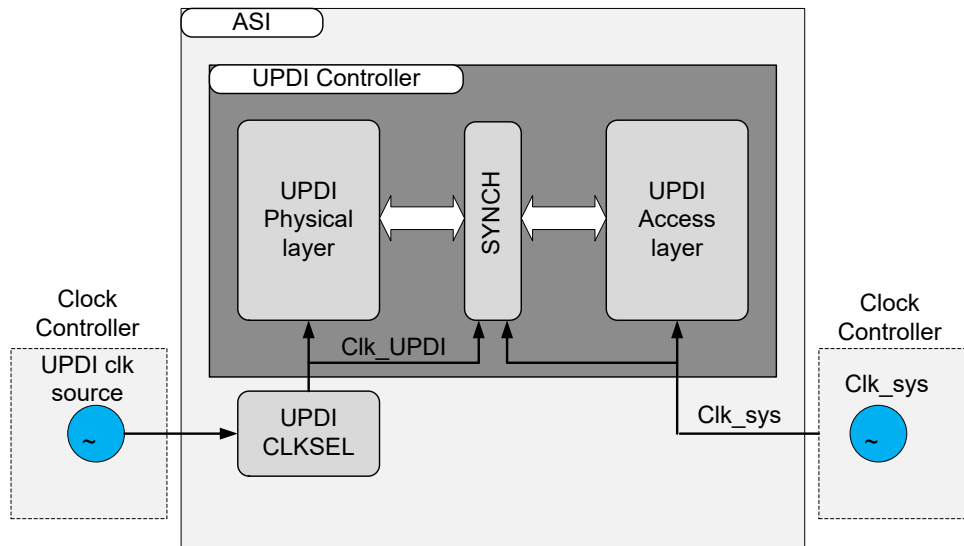 ASI
UPDI Controller
UPDI
Physical
layer
SYNCH
UPDI
Access
layer
Clock
Controller
UPDI clk
source
~
Clk_UPDI
UPDI
CLKSEL
Clk_sys
Clock
Controller
Clk_sys
~